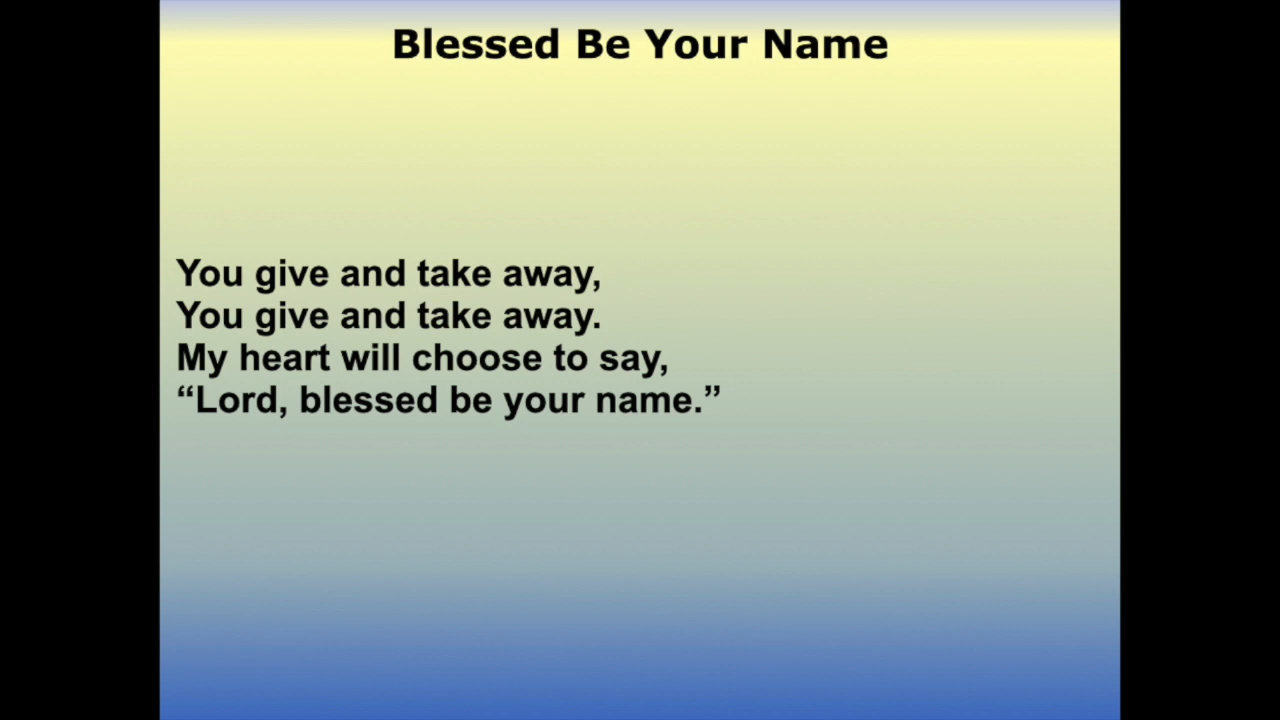 Blessed Be Your Name
You give and take away,
You give and take away.
My heart will choose to say,
“Lord, blessed be your name.”